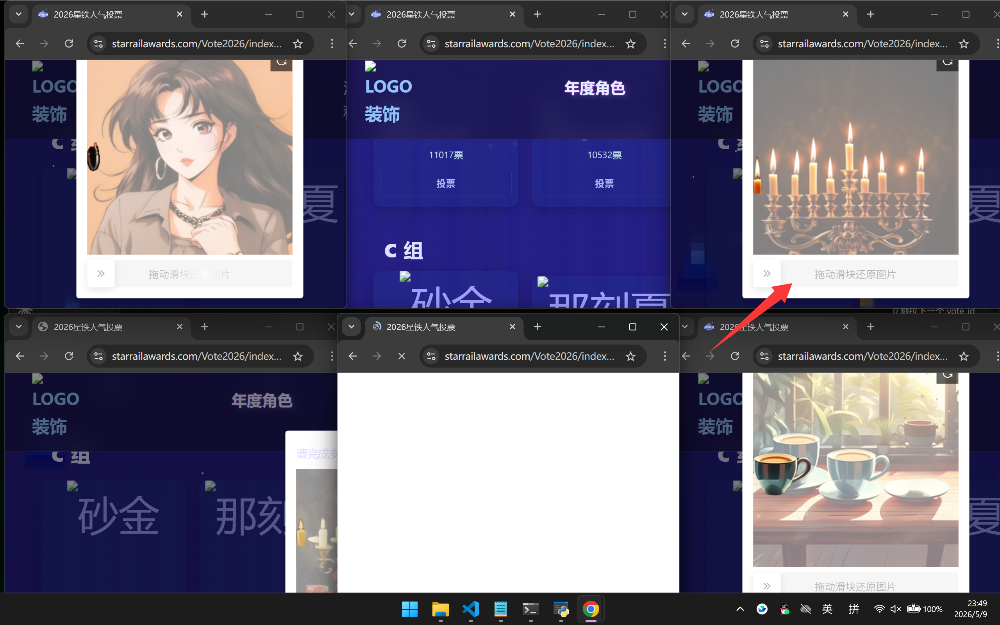 2026星铁人气投票
starrailawards.com/Vote2026/index...
LOGO
装饰
C
夏
拖动滑块还原图片
2026星铁人气投票
starrailawards.com/Vote2026/index...
LOGO
装饰
年度角色
11017票
10532票
投票
投票
C 组
砂金
那刻夏
2026星铁人气投票
starrailawards.com/Vote2026/index...
LOGO
装饰
C
夏
拖动滑块还原图片
立刻拉下一个 vote_id
2026星铁人气投票
starrailawards.com/Vote2026/index...
LOGO
装饰
年度角色
C 组
请完成安
砂金
那刻
2026星铁人气投票
starrailawards.com/Vote2026/index...
2026星铁人气投票
starrailawards.com/Vote2026/index...
LOGO
装饰
C
夏
拖动滑块还原图片
英
拼
100%
23:49
2026/5/9